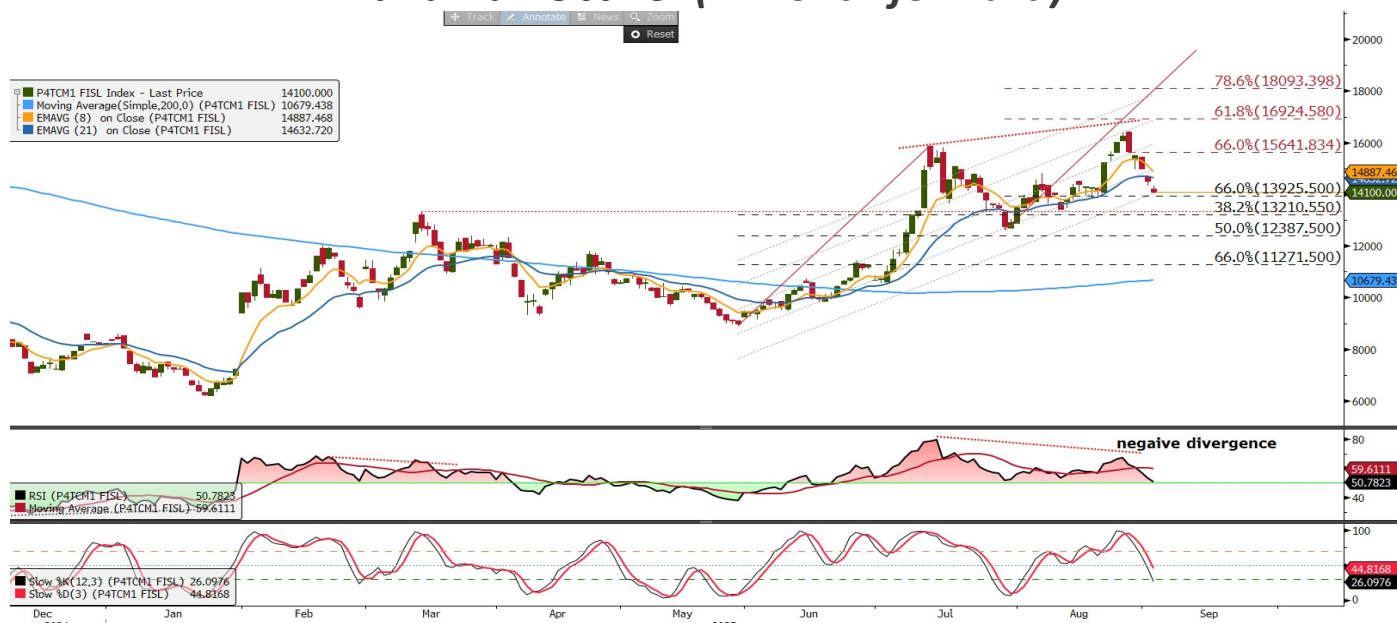 Track Annotate News Zoom
Reset
P4TCM1 FISL Index - Last Price 14100.000
Moving Average(Simple,200,0) (P4TCM1 FISL) 10679.438
EMAVG (8) on Close (P4TCM1 FISL) 14887.468
EMAVG (21) on Close (P4TCM1 FISL) 14632.720
20000
18000
16000
12000
10000
8000
6000
78.6%(18093.398)
61.8%(16924.580)
66.0%(15641.834)
66.0%(13925.500)
38.2%(13210.550)
50.0%(12387.500)
66.0%(11271.500)
14887.46
14100.00
10679.43
negaive divergence
RSI (P4TCM1 FISL) 50.7823
Moving Average (P4TCM1 FISL) 59.6111
80
59.6111
50.7823
40
Slow %K(12,3) (P4TCM1 FISL) 26.0976
Slow %D(3) (P4TCM1 FISL) 44.8168
100
44.8168
26.0976
0
Dec Jan Feb Mar Apr May Jun Jul Aug Sep